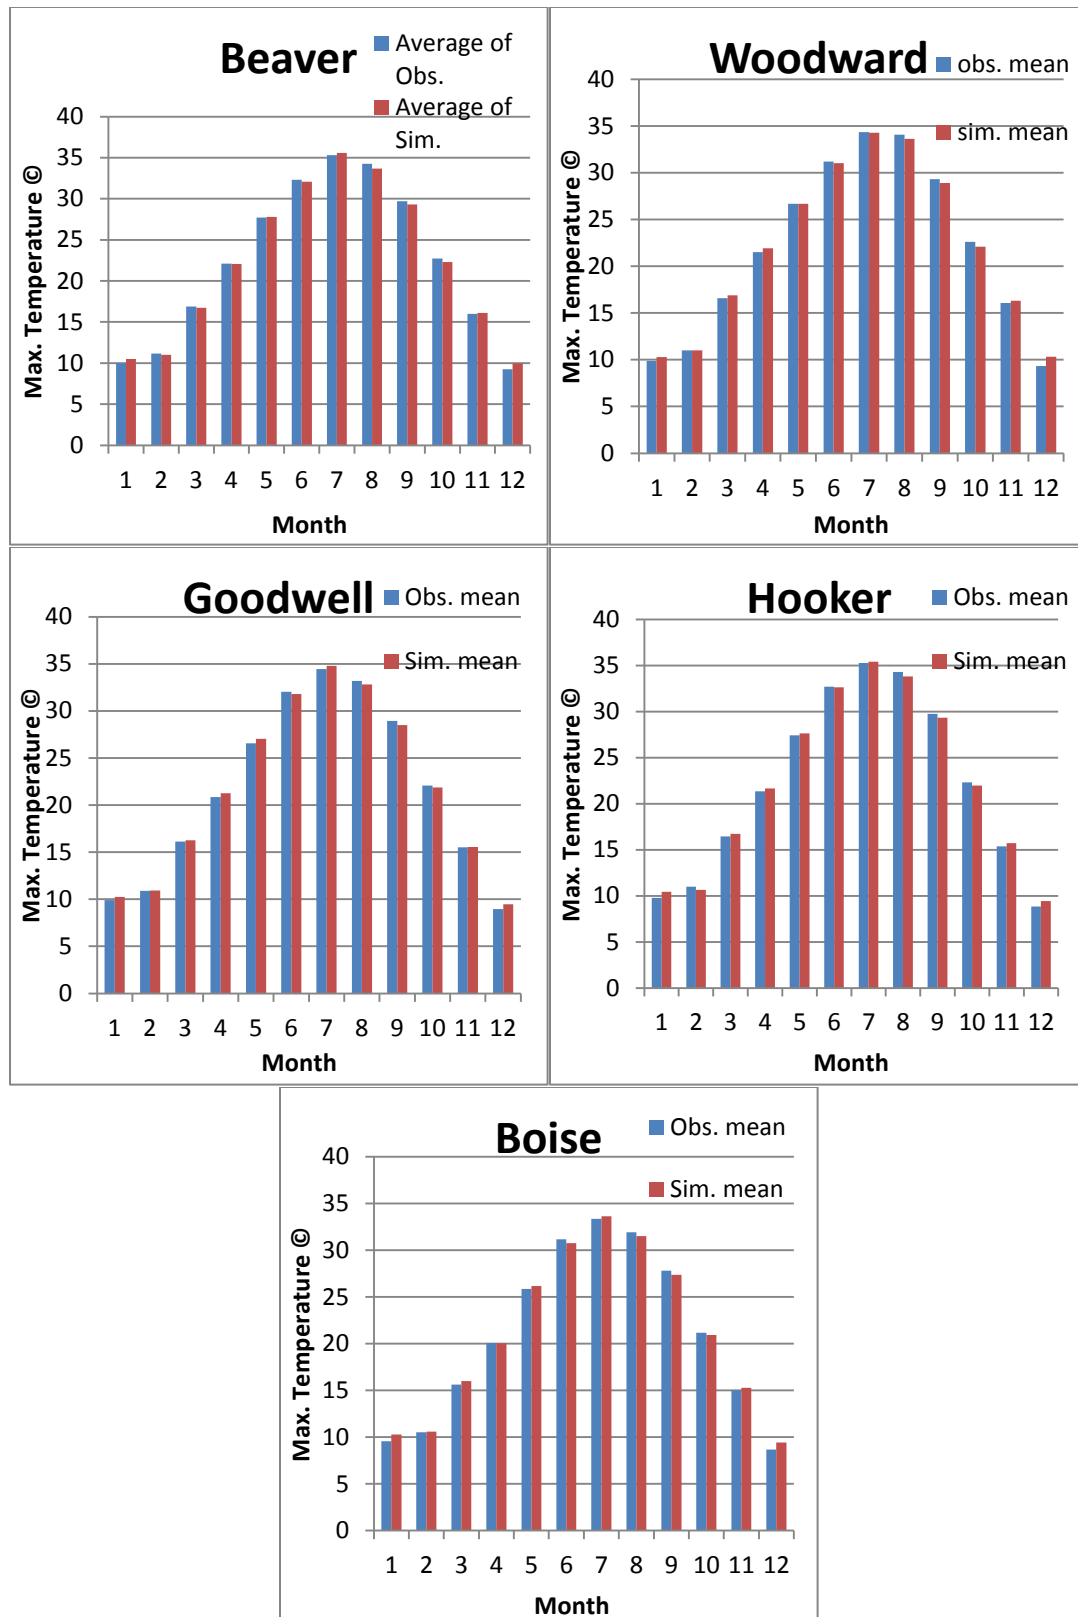 Beaver
Average of
Obs.
Average of
Sim.
Max. Temperature ©
40
35
30
25
20
15
10
5
0
1 2 3 4 5 6 7 8 9 10 11 12
Month
Woodward
obs. mean
sim. mean
Max. Temperature ©
40
35
30
25
20
15
10
5
0
1 2 3 4 5 6 7 8 9 10 11 12
Month
Goodwell
Obs. mean
Sim. mean
Max. Temperature ©
40
35
30
25
20
15
10
5
0
1 2 3 4 5 6 7 8 9 10 11 12
Month
Hooker
Obs. mean
Sim. mean
Max. Temperature ©
40
35
30
25
20
15
10
5
0
1 2 3 4 5 6 7 8 9 10 11 12
Month
Boise
Obs. mean
Sim. mean
Max. Temperature ©
40
35
30
25
20
15
10
5
0
1 2 3 4 5 6 7 8 9 10 11 12
Month